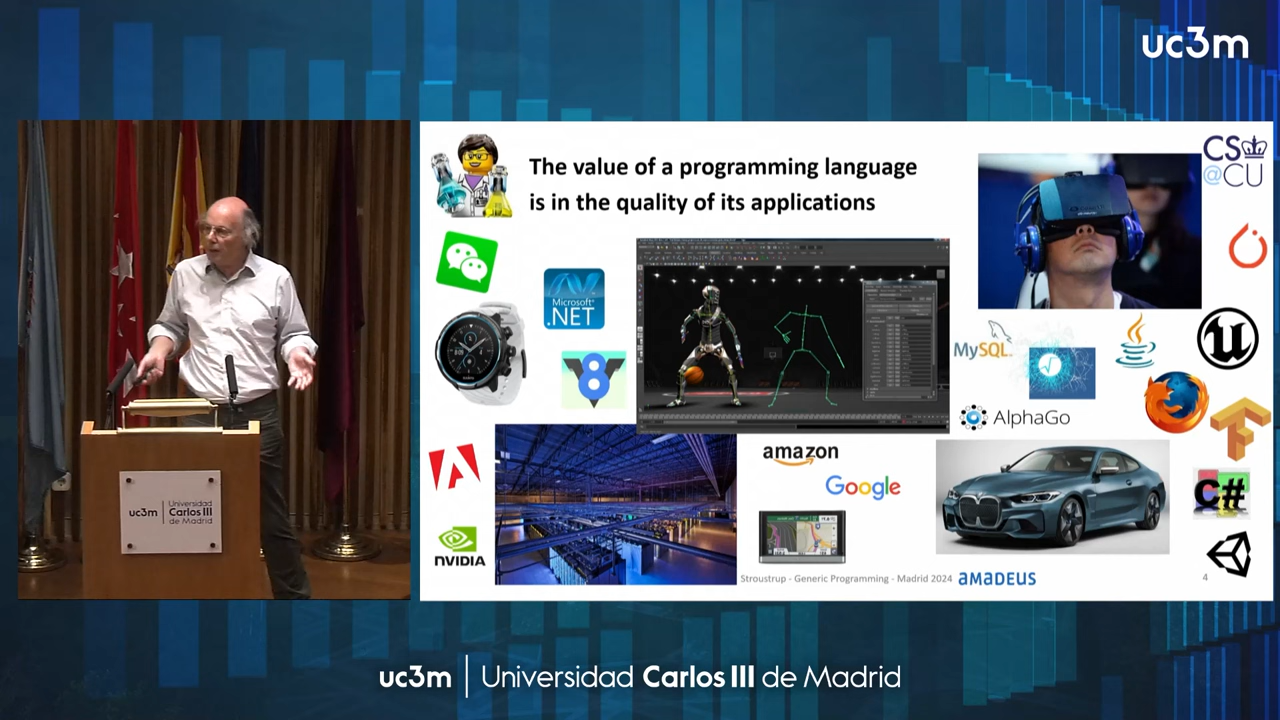 uc3m
The value of a programming language
is in the quality of its applications
CS
@CU
Microsoft®
.NET
V8
MySQL
AlphaGo
amazon
Google
C#
NVIDIA
Stroustrup - Generic Programming - Madrid 2024
amadeus
4
uc3m
Universidad
Carlos III
de Madrid
uc3m | Universidad Carlos III de Madrid